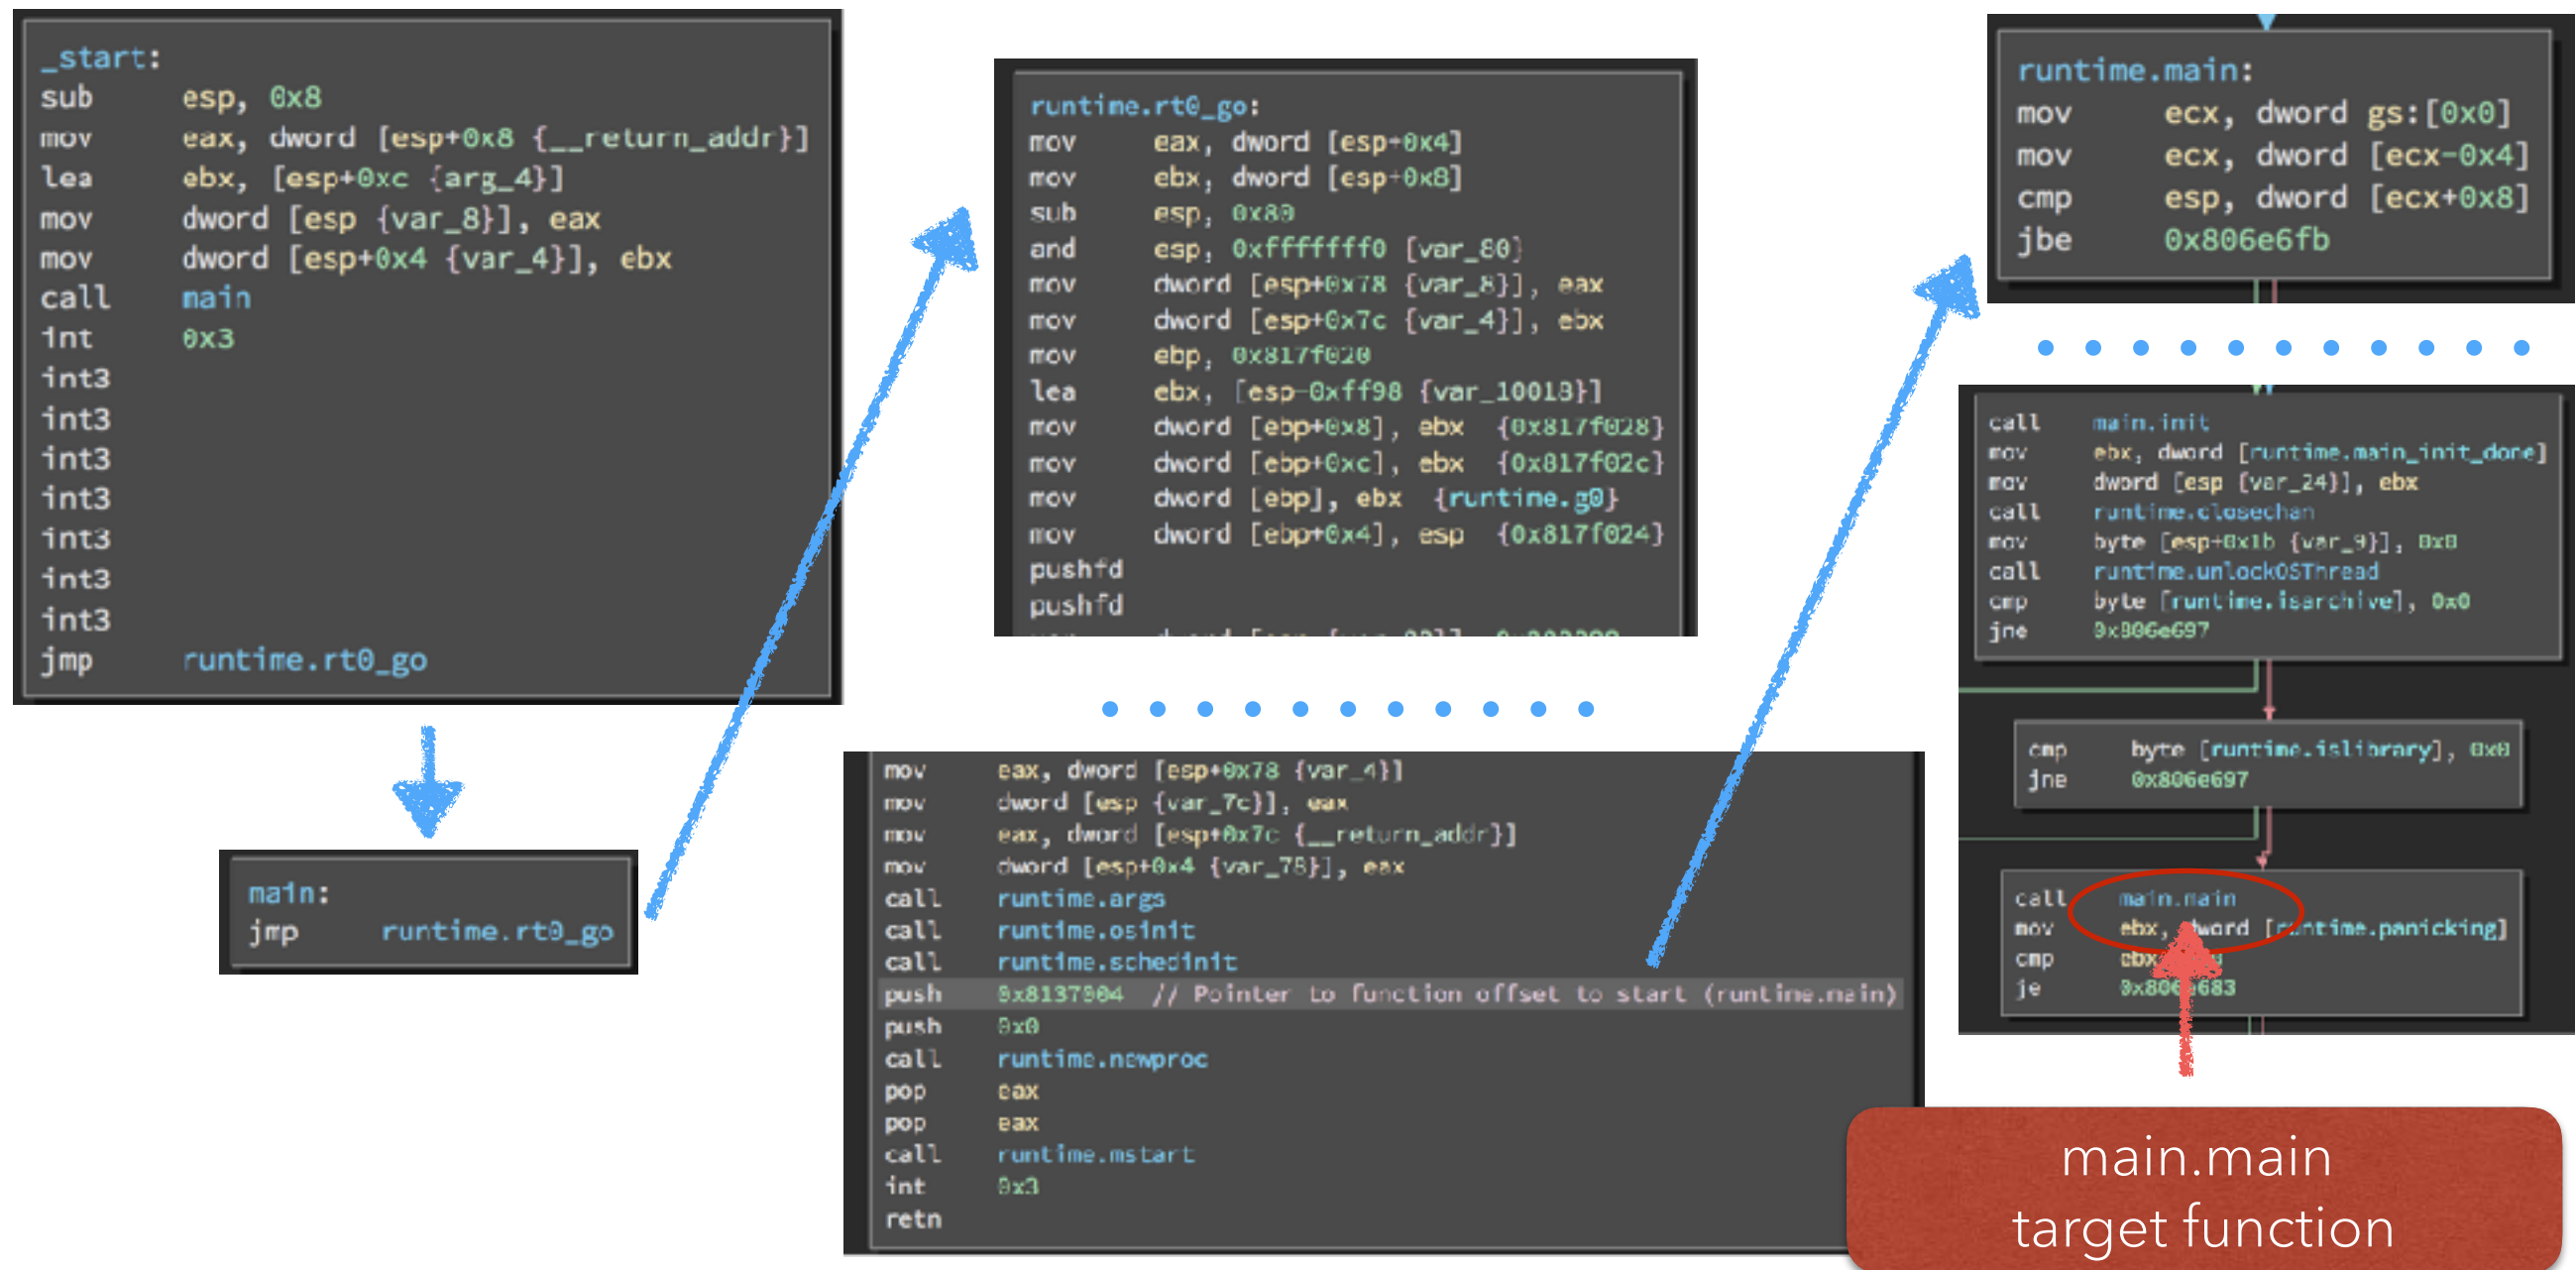 _start:
sub esp, 0x8
mov eax, dword [esp+0x8 {__return_addr}]
lea ebx, [esp+0xc {arg_4}]
mov dword [esp {var_8}], eax
mov dword [esp+0x4 {var_4}], ebx
call main
int 0x3
int3
int3
int3
int3
int3
int3
int3
jmp runtime.rt0_go
main:
jmp runtime.rt0_go
runtime.rt0_go:
mov eax, dword [esp+0x4]
mov ebx, dword [esp+0x8]
sub esp, 0x80
and esp, 0xfffffff0 [var_80}
mov dword [esp+0x78 {var_8}], eax
mov dword [esp+0x7c {var_4}], ebx
mov ebp, 0x817f020
lea ebx, [esp-0xff98 {var_10018}]
mov dword [ebp+0x8], ebx {0x817f028}
mov dword [ebp+0xc], ebx {0x817f02c}
mov dword [ebp], ebx {runtime.g0}
mov dword [ebp+0x4], esp {0x817f024}
pushfd
pushfd
mov eax, dword [esp+0x78 {var_4}]
mov dword [esp {var_7c}], eax
mov eax, dword [esp+0x7c {__return_addr}]
mov dword [esp+0x4 {var_78}], eax
call runtime.args
call runtime.osinit
call runtime.schedinit
push 0x8137904 // Pointer to function offset to start (runtime.main)
push 0x0
call runtime.newproc
pop eax
pop eax
call runtime.mstart
int 0x3
retn
runtime.main:
mov ecx, dword gs:[0x0]
mov ecx, dword [ecx-0x4]
cmp esp, dword [ecx+0x8]
jbe 0x806e6fb
call main.init
mov ebx, dword [runtime.main_init_done]
mov dword [esp {var_24}], ebx
call runtime.closechan
mov byte [esp+0x1b {var_9}], 0x0
call runtime.unlockOSThread
cmp byte [runtime.isarchive], 0x0
jne 0x806e697
cmp byte [runtime.islibrary], 0x0
jne 0x806e697
call main.main
mov ebx, dword [runtime.panicking]
cmp ebx,
je
main.main
target function